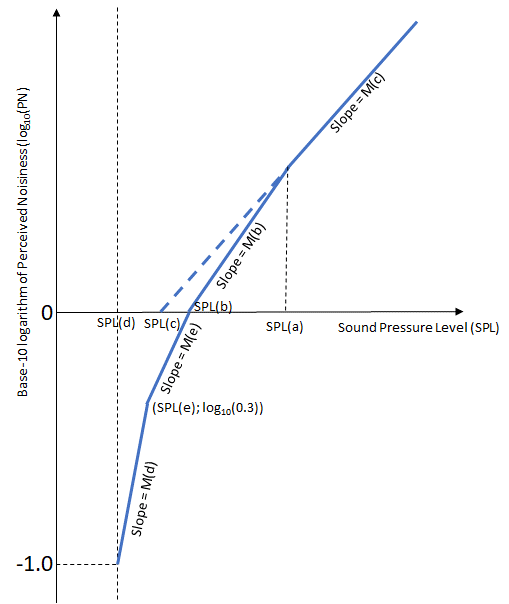 Base-10 logarithm of Perceived Noisiness (log₁₀(PN)
Slope = M(c)
Slope = M(b)
SPL(b)
0
SPL(d)
SPL(c)
SPL(a)
Sound Pressure Level (SPL)
Slope = M(e)
(SPL(e); log₁₀(0.3))
Slope = M(d)
-1.0